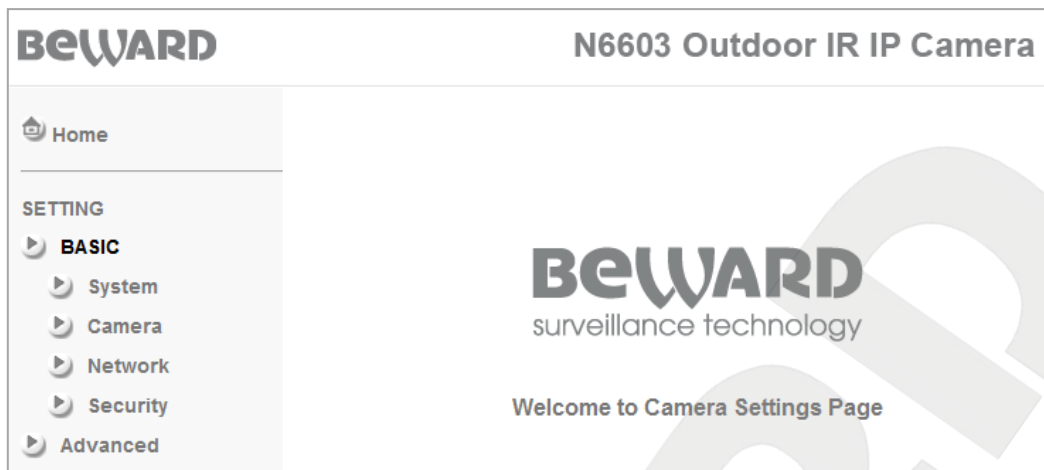 BEWARD
N6603 Outdoor IR IP Camera
Home
SETTING
BASIC
System
Camera
Network
Security
Advanced
BEWARD
surveillance technology
Welcome to Camera Settings Page